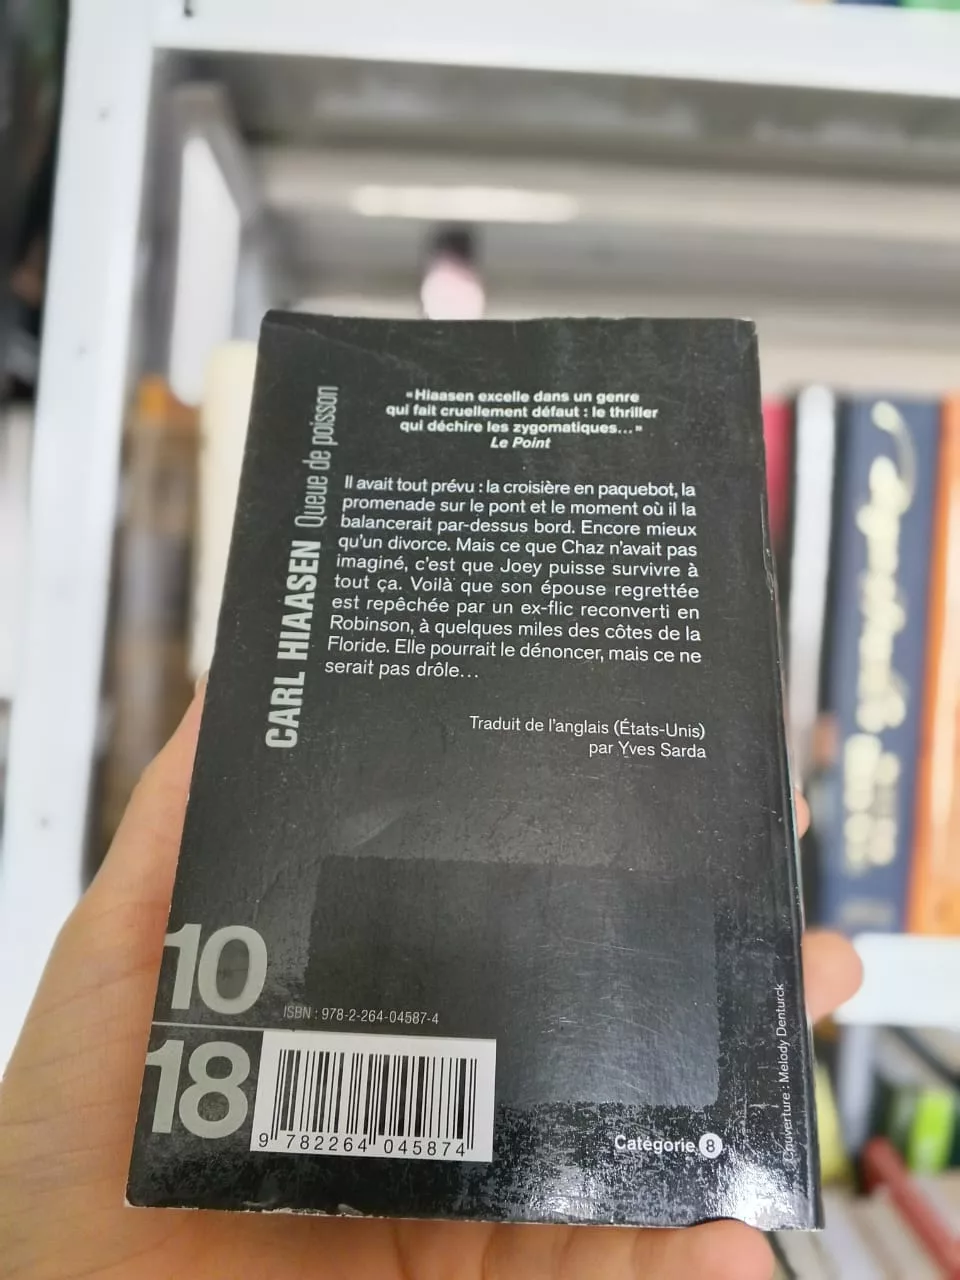 « Hiaasen excelle dans un genre
qui fait cruellement défaut : le thriller
qui déchire les zygomatiques... »
Le Point
CARL HIAASEN Queue de poisson
Il avait tout prévu : la croisière en paquebot, la
promenade sur le pont et le moment où il la
balancerait par-dessus bord. Encore mieux
qu'un divorce. Mais ce que Chaz n'avait pas
imaginé, c'est que Joey puisse survivre à
tout ça. Voilà que son épouse regrettée
est repêchée par un ex-flic reconverti en
Robinson, à quelques miles des côtes de la
Floride. Elle pourrait le dénoncer, mais ce ne
serait pas drôle...
Traduit de l'anglais (États-Unis)
par Yves Sarda
10
18
ISBN : 978-2-264-04587-4
9 782264 045874
Catégorie 8
Couverture : Melody Denturck